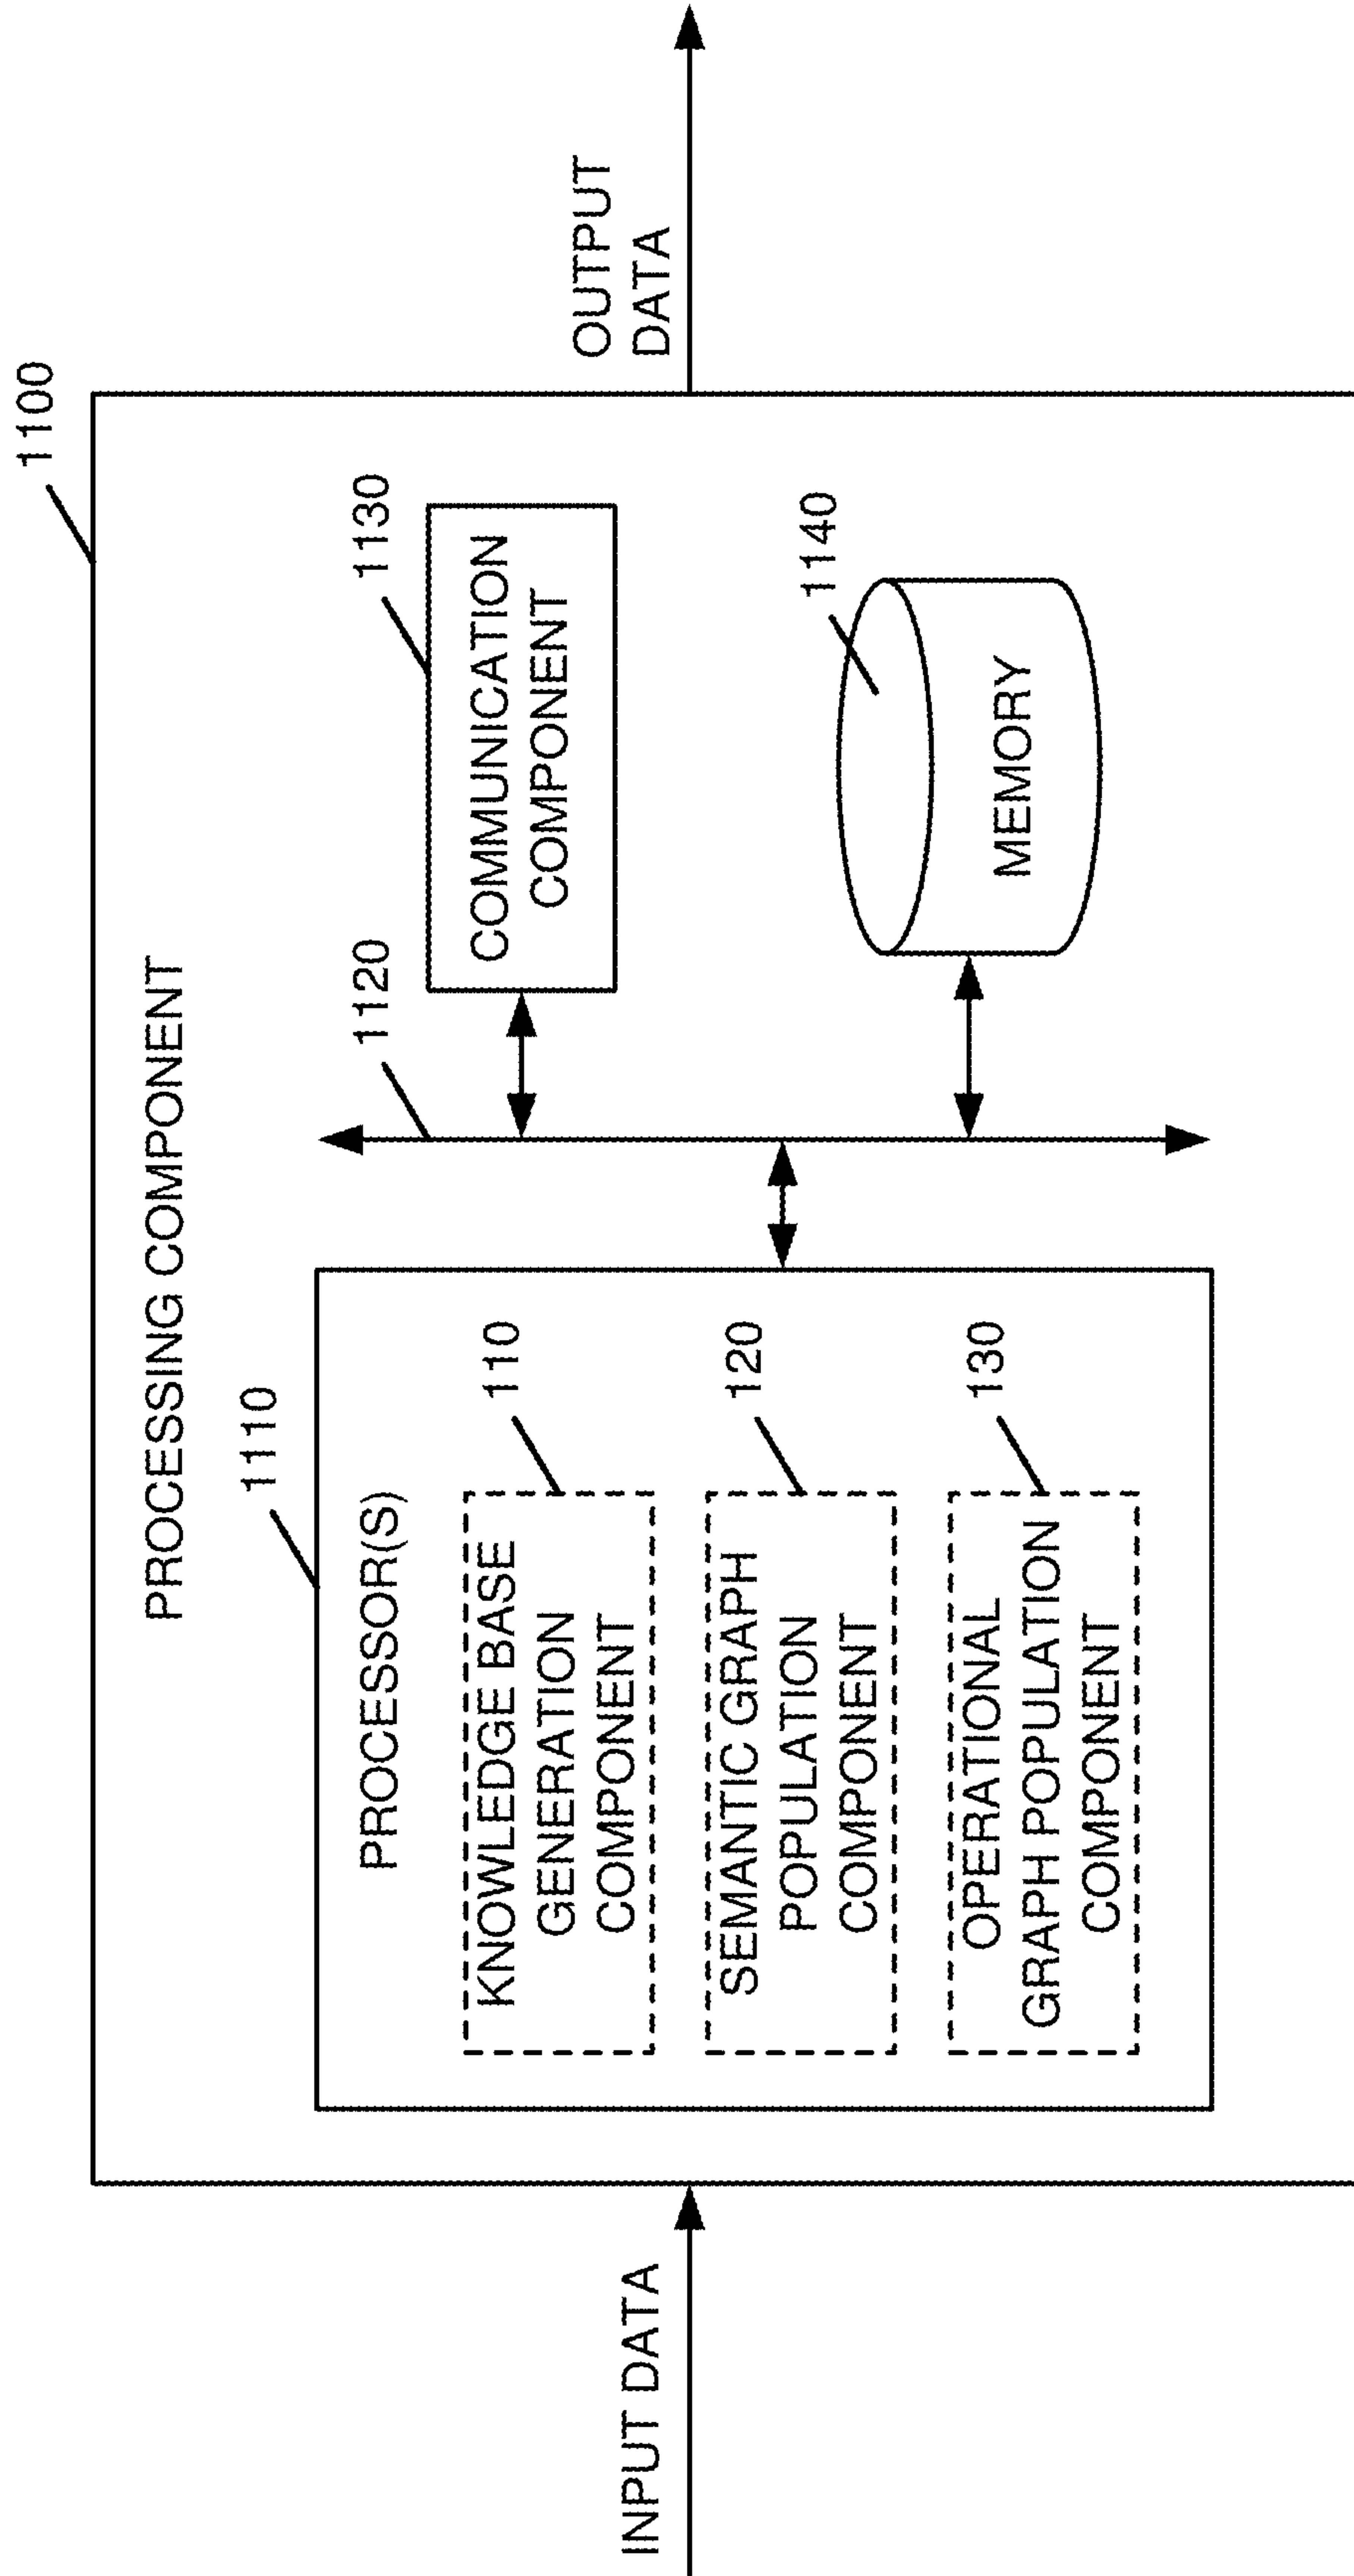 1100
PROCESSING COMPONENT
INPUT DATA
1110
PROCESSOR(S)
KNOWLEDGE BASE
GENERATION
COMPONENT
110
SEMANTIC GRAPH
POPULATION
COMPONENT
120
OPERATIONAL
GRAPH POPULATION
COMPONENT
130
1120
1130
COMMUNICATION
COMPONENT
1140
MEMORY
OUTPUT
DATA